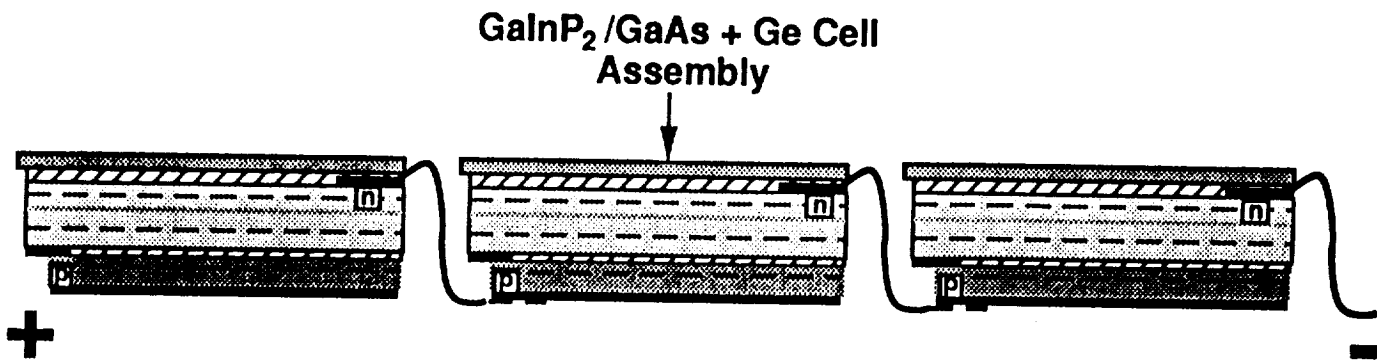 GaInP₂ /GaAs + Ge Cell
Assembly
n
n
n
p
p
p
+
-